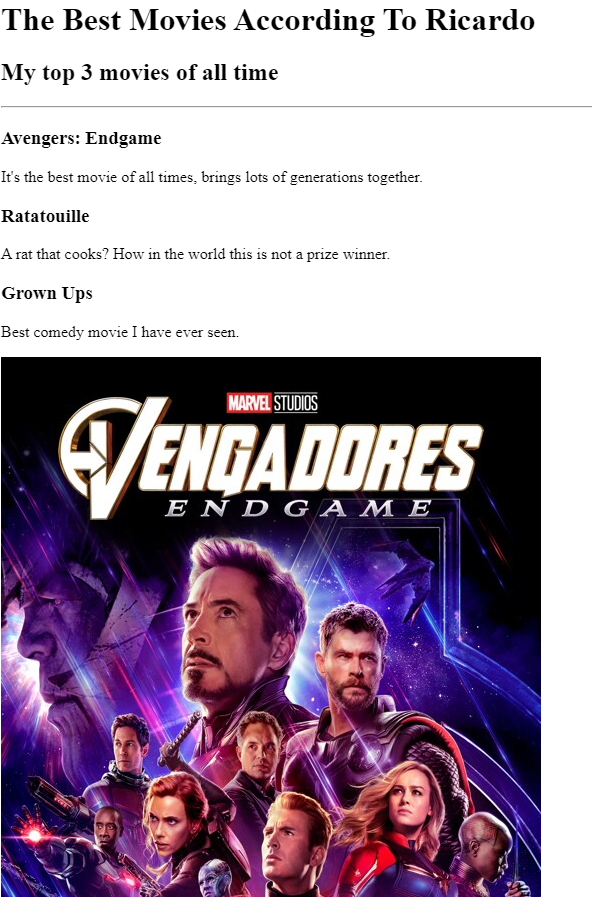 The Best Movies According To Ricardo
My top 3 movies of all time
Avengers: Endgame
It's the best movie of all times, brings lots of generations together.
Ratatouille
A rat that cooks? How in the world this is not a prize winner.
Grown Ups
Best comedy movie I have ever seen.
MARVEL STUDIOS
VENGADORES
ENDGAME